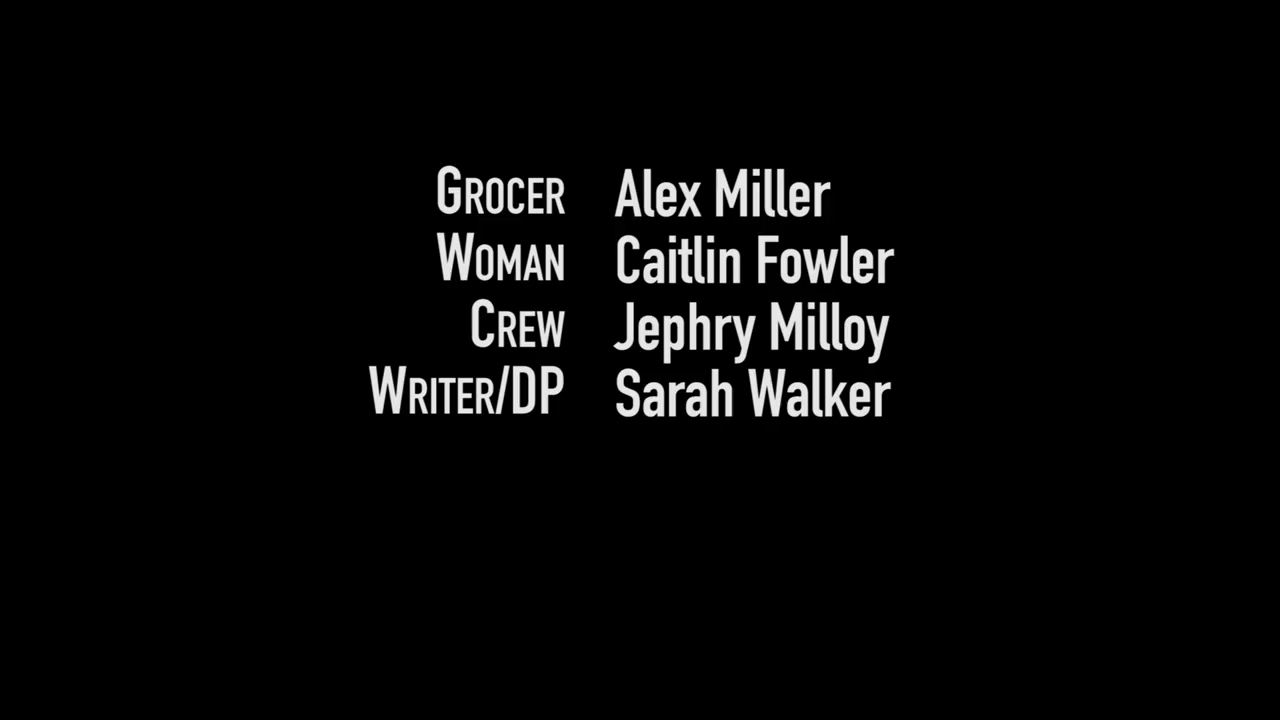 Grocer Alex Miller
Woman Caitlin Fowler
Crew Jephry Milloy
Writer/DP Sarah Walker